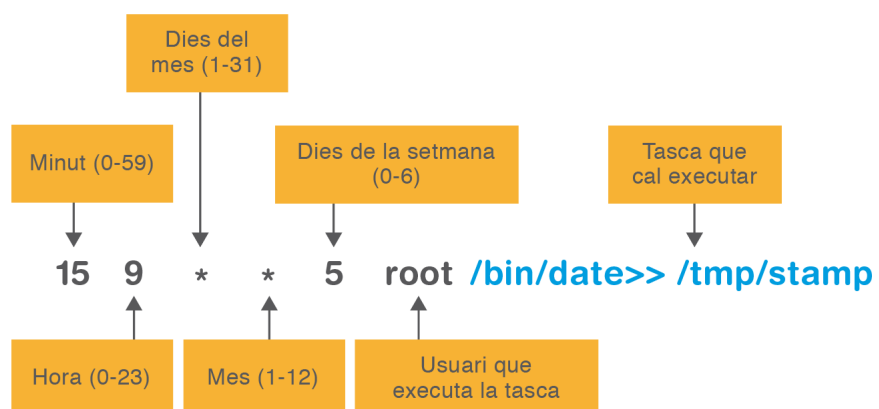 Dies del
mes (1-31)
Minut (0-59)
Dies de la setmana
(0-6)
Tasca que
cal executar
15 9 * * 5 root /bin/date>> /tmp/stamp
Hora (0-23)
Mes (1-12)
Usuari que
executa la tasca